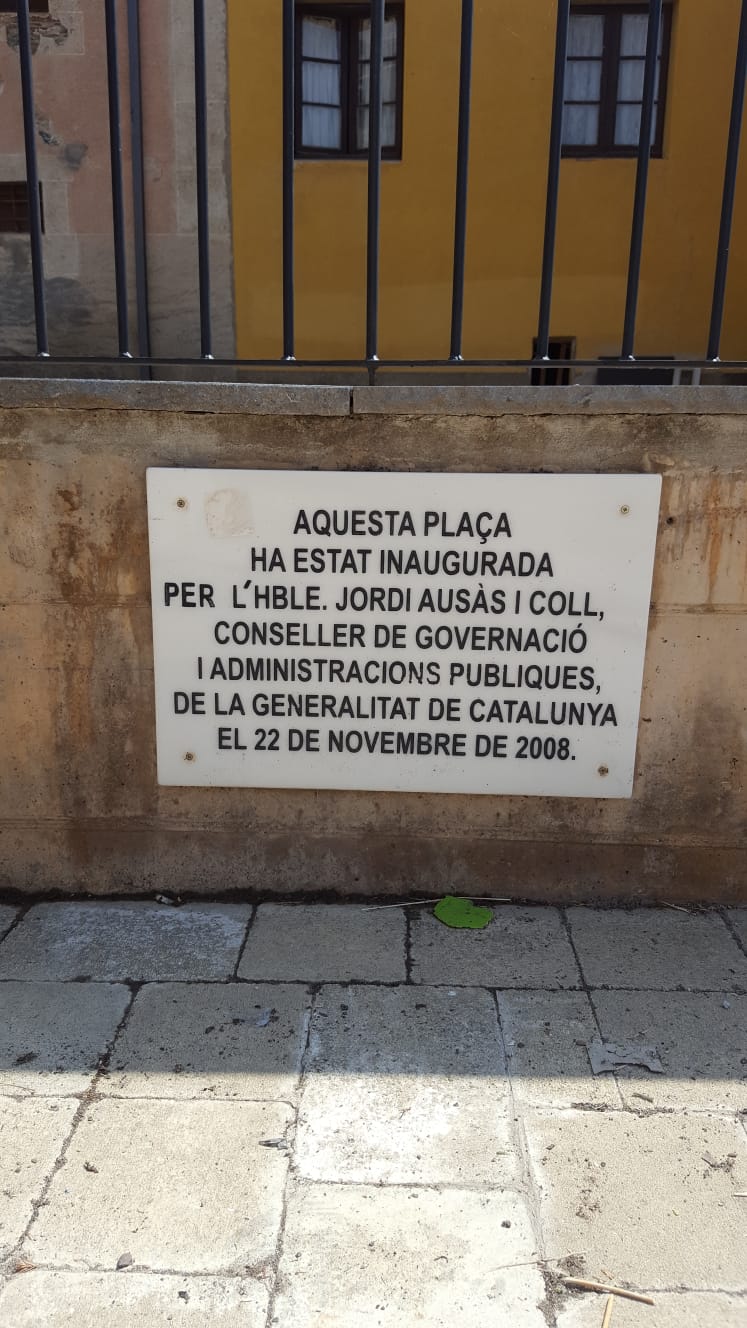 AQUESTA PLAÇA
HA ESTAT INAUGURADA
PER L'HBLE. JORDI AUSÀS I COLL,
CONSELLER DE GOVERNACIÓ
I ADMINISTRACIONS PUBLIQUES,
DE LA GENERALITAT DE CATALUNYA
EL 22 DE NOVEMBRE DE 2008.